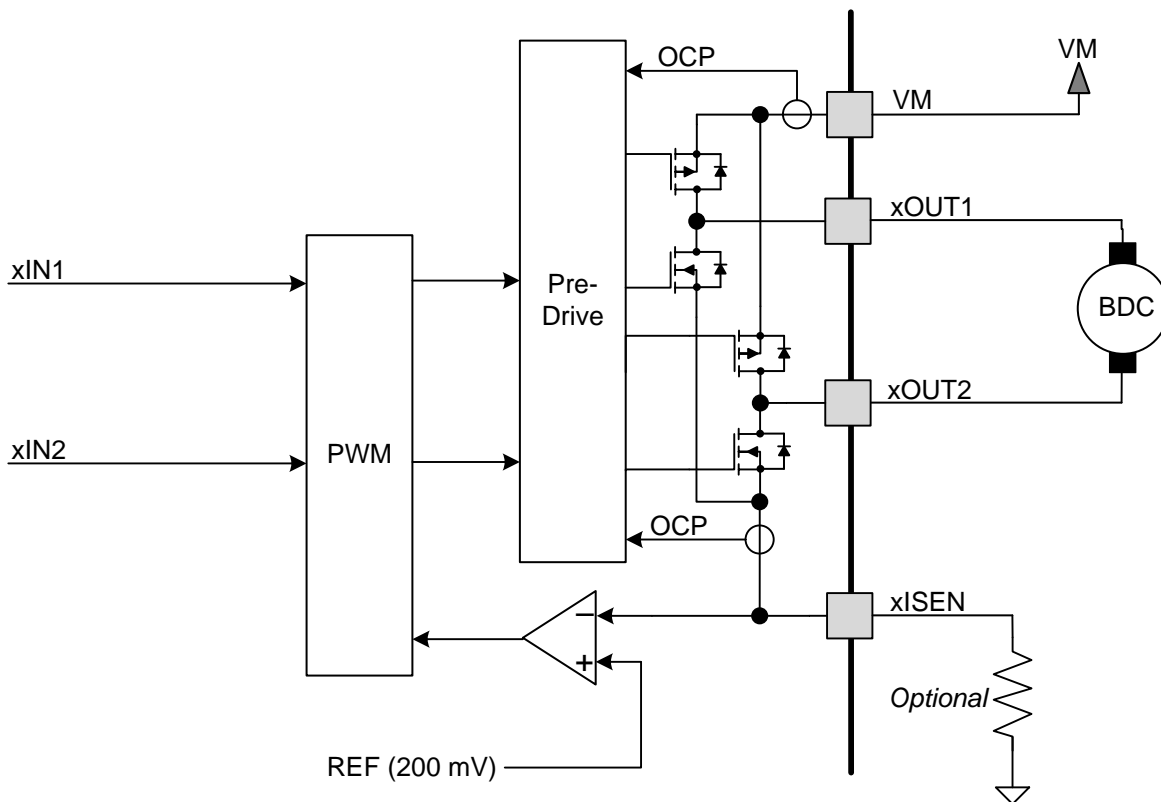 VM
OCP
VM
xOUT1
xIN1
Pre-
Drive
BDC
xOUT2
xIN2
PWM
OCP
xISEN
−
+
Optional
REF (200 mV)